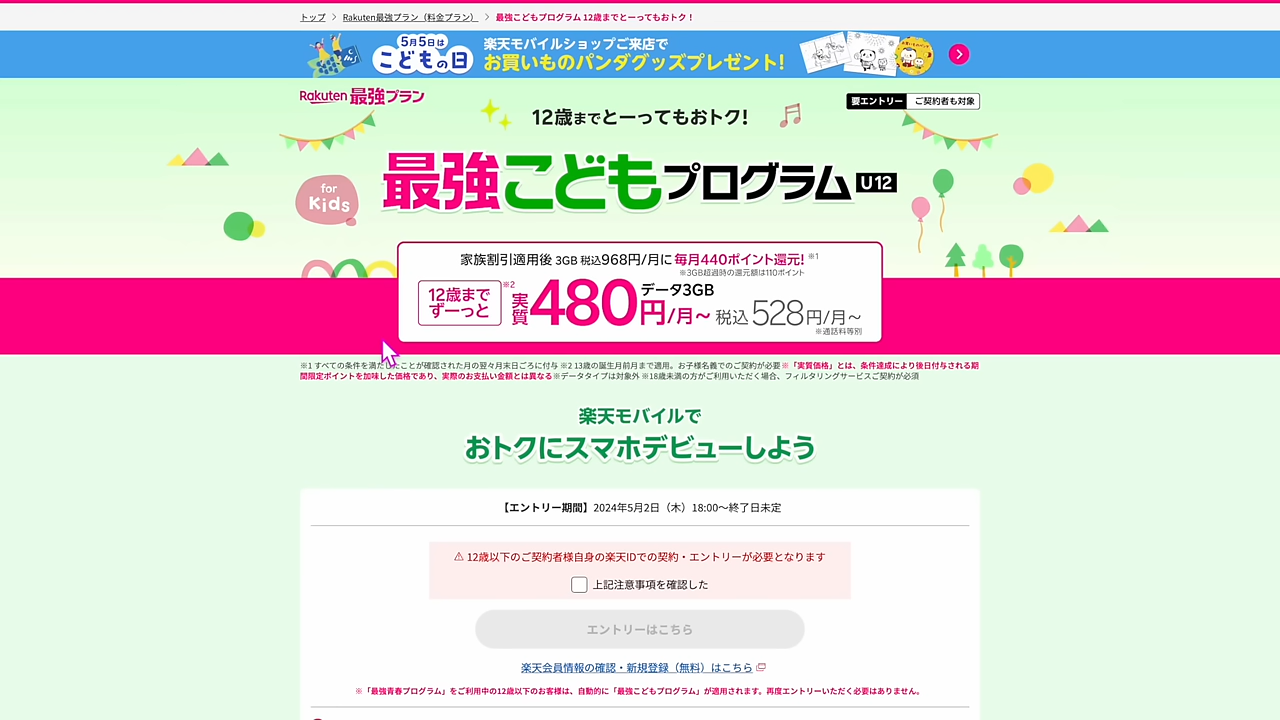 トップ > Rakuten最強プラン（料金プラン） > 最強こどもプログラム 12歳までとーってもおトク！
5月5日は
こどもの日
楽天モバイルショップご来店で
お買いものパンダグッズプレゼント!
Rakuten 最強プラン
要エントリー ご契約者も対象
12歳までとーってもおトク!
最強こどもプログラム U12
for
Kids
家族割引適用後 3GB 税込968円/月に毎月440ポイント還元! ※1
※3GB超過時の還元額は110ポイント
12歳まで
ずーっと
※2
実質480円/月~
データ3GB
税込528円/月~
※通話料等別
※1 すべての条件を満たしたことが確認された月の翌々月末日ごろに付与 ※2 13歳の誕生月前月まで適用。お子様名義でのご契約が必要 ※「実質価格」とは、条件達成により後日付与される期
間限定ポイントを加味した価格であり、実際のお支払い金額とは異なる ※データタイプは対象外 ※18歳未満の方がご利用いただく場合、フィルタリングサービスご契約が必須
楽天モバイルで
おトクにスマホデビューしよう
【エントリー期間】2024年5月2日（木）18:00～終了日未定
⚠ 12歳以下のご契約者様自身の楽天IDでの契約・エントリーが必要となります
上記注意事項を確認した
エントリーはこちら
楽天会員情報の確認・新規登録（無料）はこちら
※「最強青春プログラム」をご利用中の12歳以下のお客様は、自動的に「最強こどもプログラム」が適用されます。再度エントリーいただく必要はありません。